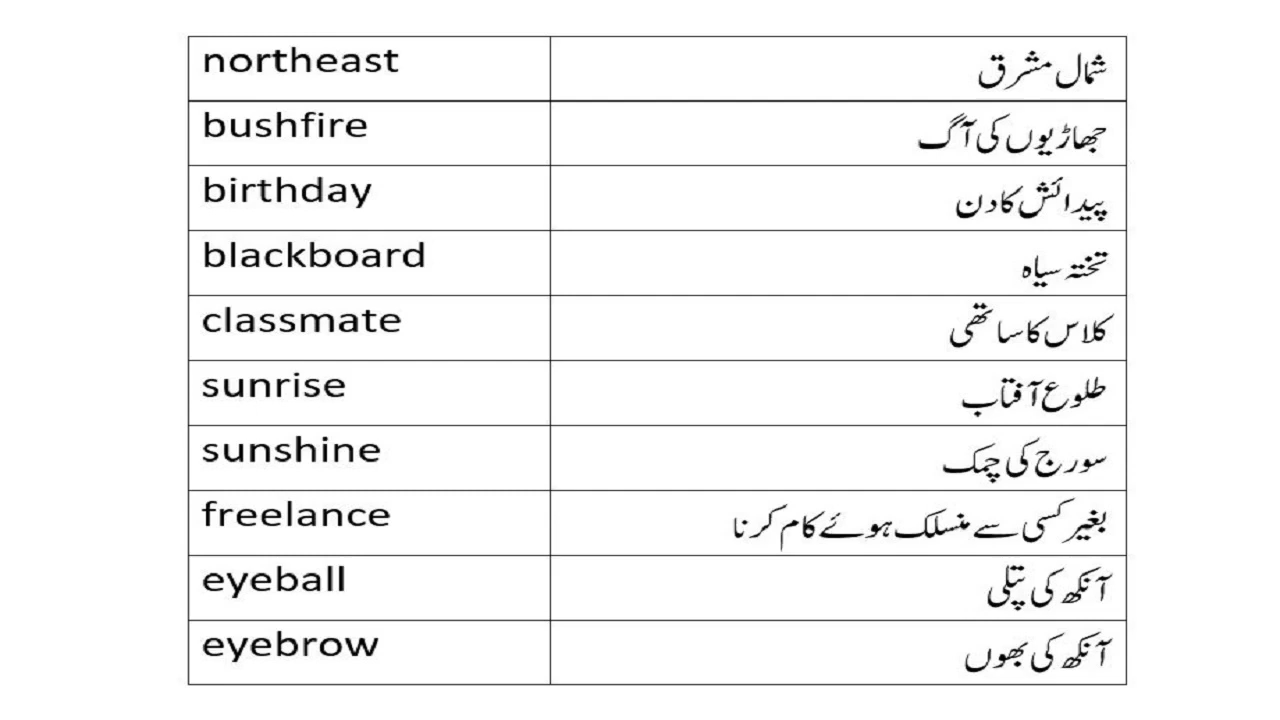 northeast شمال مشرق
bushfire جھاڑیوں کی آگ
birthday پیدائش کا دن
blackboard تختہ سیاہ
classmate کلاس کا ساتھی
sunrise طلوع آفتاب
sunshine سورج کی چمک
freelance بغیر کسی سے منسلک ہوئے کام کرنا
eyeball آنکھ کی پتلی
eyebrow آنکھ کی بھوں